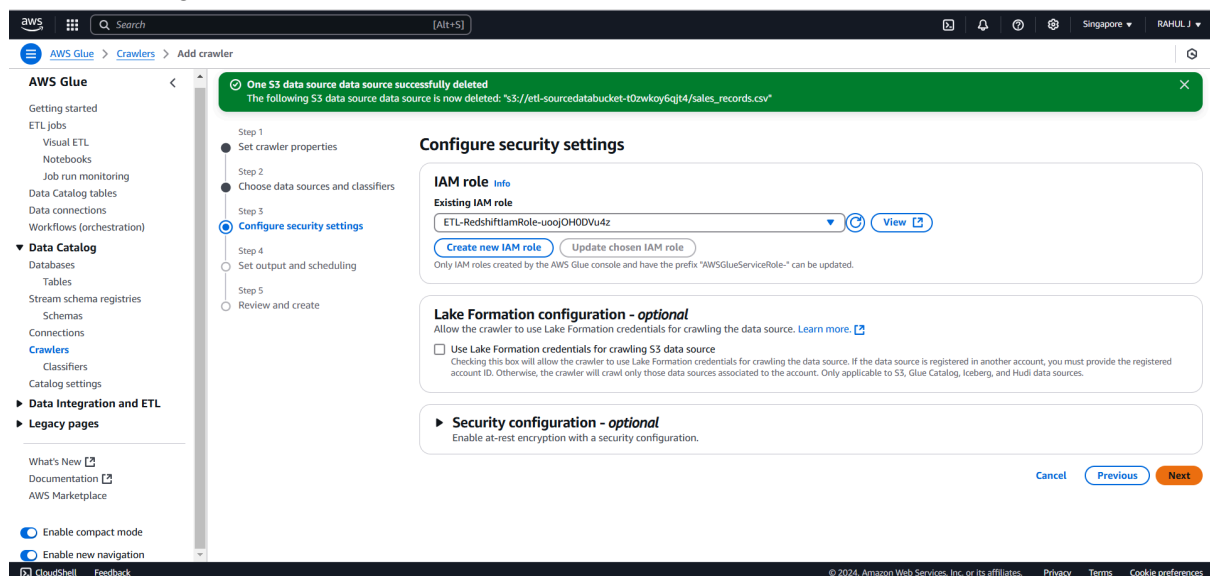 aws
Search
[Alt+S]
Singapore ▼
RAHUL J ▼
AWS Glue > Crawlers > Add crawler
AWS Glue
Getting started
ETL jobs
Visual ETL
Notebooks
Job run monitoring
Data Catalog tables
Data connections
Workflows (orchestration)
▼ Data Catalog
Databases
Tables
Stream schema registries
Schemas
Connections
Crawlers
Classifiers
Catalog settings
▶ Data Integration and ETL
▶ Legacy pages
What's New
Documentation
AWS Marketplace
Enable compact mode
Enable new navigation
One S3 data source data source successfully deleted
The following S3 data source data source is now deleted: "s3://etl-sourcedatabucket-t0zwkoy6qjt4/sales_records.csv"
Step 1
Set crawler properties
Step 2
Choose data sources and classifiers
Step 3
Configure security settings
Step 4
Set output and scheduling
Step 5
Review and create
Configure security settings
IAM role Info
Existing IAM role
ETL-RedshiftIamRole-uoojOH0DVu4z
View
Create new IAM role
Update chosen IAM role
Only IAM roles created by the AWS Glue console and have the prefix "AWSGlueServiceRole-" can be updated.
Lake Formation configuration - optional
Allow the crawler to use Lake Formation credentials for crawling the data source. Learn more.
Use Lake Formation credentials for crawling S3 data source
Checking this box will allow the crawler to use Lake Formation credentials for crawling the data source. If the data source is registered in another account, you must provide the registered
account ID. Otherwise, the crawler will crawl only those data sources associated to the account. Only applicable to S3, Glue Catalog, Iceberg, and Hudi data sources.
▶ Security configuration - optional
Enable at-rest encryption with a security configuration.
Cancel
Previous
Next
CloudShell
Feedback
© 2024, Amazon Web Services, Inc. or its affiliates.
Privacy
Terms
Cookie preferences